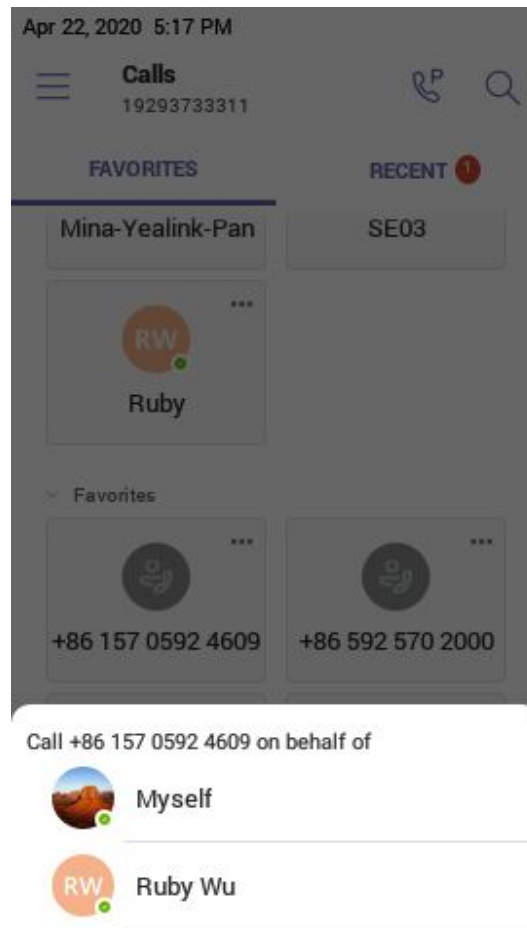 Apr 22, 2020 5:17 PM
Calls
19293733311
P
FAVORITES
RECENT 1
Mina-Yealink-Pan
SE03
RW
Ruby
Favorites
+86 157 0592 4609
+86 592 570 2000
Call +86 157 0592 4609 on behalf of
Myself
RW
Ruby Wu